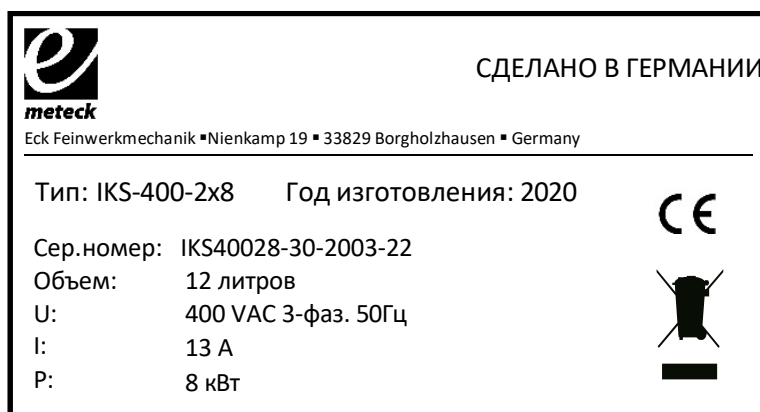 e
meteck
СДЕЛАНО В ГЕРМАНИИ
Eck Feinwerkmechanik ▪Nienkamp 19 ▪ 33829 Borgholzhausen ▪ Germany
Тип: IKS-400-2x8 Год изготовления: 2020
Сер.номер: IKS40028-30-2003-22
Объем: 12 литров
U: 400 VAC 3-фаз. 50Гц
I: 13 А
P: 8 кВт
CE